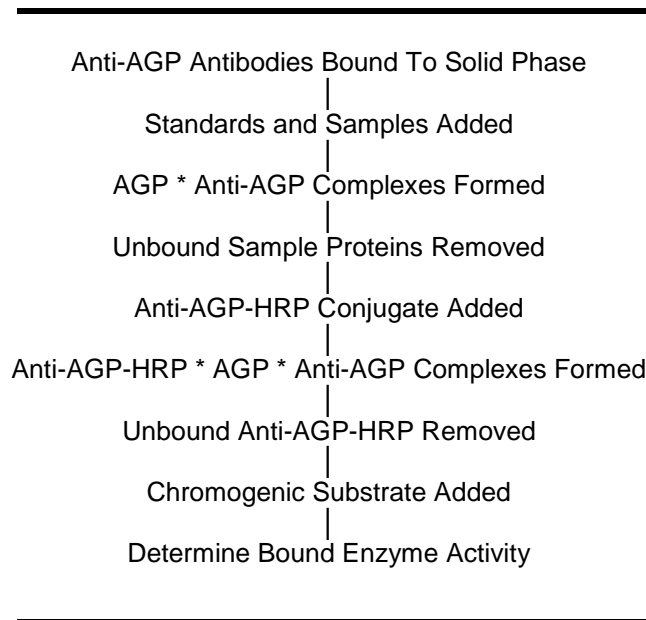 Anti-AGP Antibodies Bound To Solid Phase
Standards and Samples Added
AGP * Anti-AGP Complexes Formed
Unbound Sample Proteins Removed
Anti-AGP-HRP Conjugate Added
Anti-AGP-HRP * AGP * Anti-AGP Complexes Formed
Unbound Anti-AGP-HRP Removed
Chromogenic Substrate Added
Determine Bound Enzyme Activity